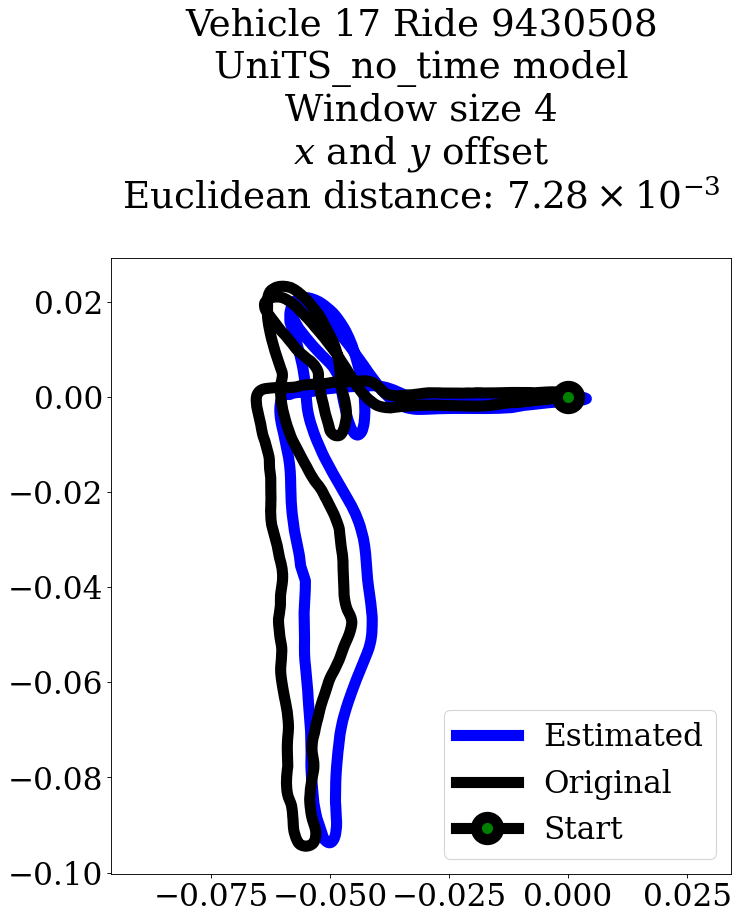 Vehicle 17 Ride 9430508
UniTS_no_time model
Window size 4
x and y offset
Euclidean distance: 7.28 × 10⁻³
0.02
0.00
−0.02
−0.04
−0.06
−0.08
−0.10
Estimated
Original
Start
−0.075 −0.050 −0.025 0.000 0.025